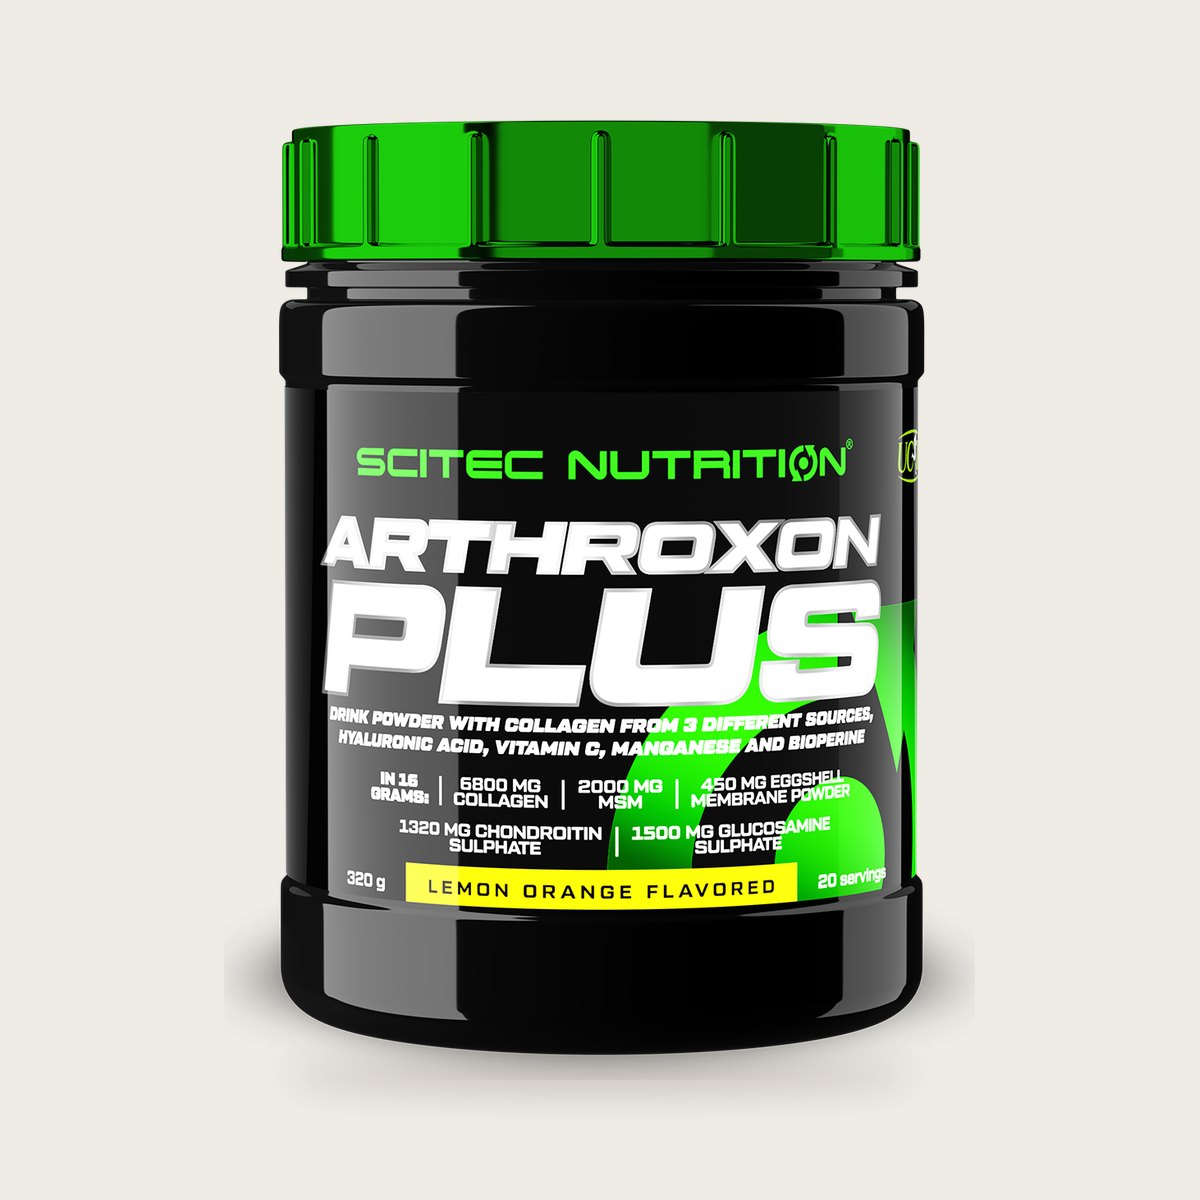 SCITEC NUTRITION®
ARTHROXON
PLUS
DRINK POWDER WITH COLLAGEN FROM 3 DIFFERENT SOURCES,
HYALURONIC ACID, VITAMIN C, MANGANESE AND BIOPERINE
IN 16 GRAMS: | 6800 MG COLLAGEN | 2000 MG MSM | 450 MG EGGSHELL MEMBRANE POWDER
1320 MG CHONDROITIN SULPHATE | 1500 MG GLUCOSAMINE SULPHATE
320 g LEMON ORANGE FLAVORED 20 servings